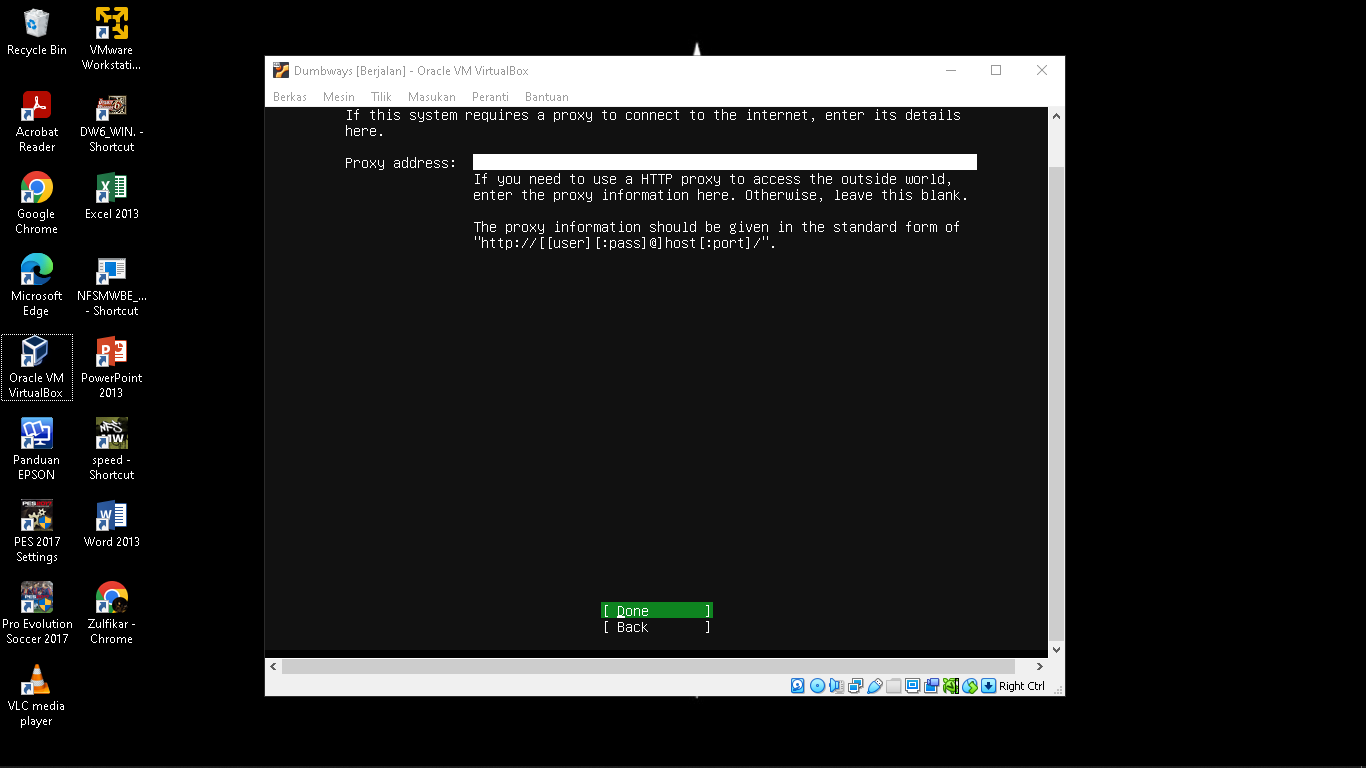 Recycle Bin
VMware
Workstati...
Acrobat
Reader
DW6_WIN. -
Shortcut
Google
Chrome
Excel 2013
Microsoft
Edge
NFSMWBE_...
- Shortcut
Oracle VM
VirtualBox
PowerPoint
2013
Panduan
EPSON
speed -
Shortcut
PES 2017
Settings
Word 2013
Pro Evolution
Soccer 2017
Zulfikar -
Chrome
VLC media
player
Dumbways [Berjalan] - Oracle VM VirtualBox
Berkas Mesin Tilik Masukan Peranti Bantuan
If this system requires a proxy to connect to the internet, enter its details
here.
Proxy address:
If you need to use a HTTP proxy to access the outside world,
enter the proxy information here. Otherwise, leave this blank.
The proxy information should be given in the standard form of
"http://[[user][:pass]@]host[:port]/".
[ Done ]
[ Back ]
Right Ctrl